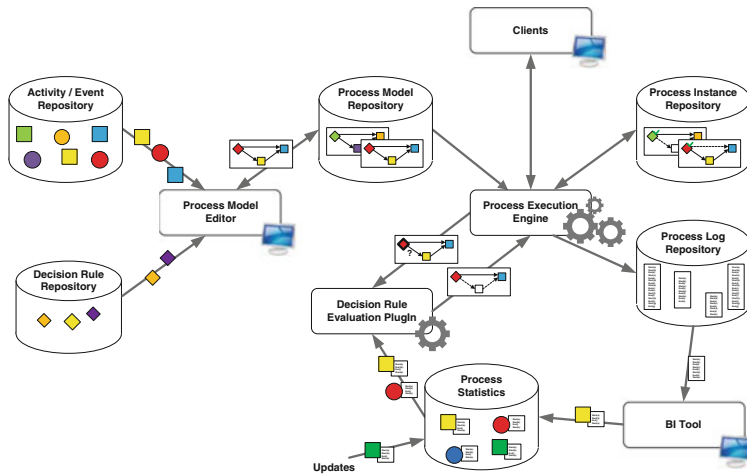 Clients
Activity / Event
Repository
Process Model
Repository
Process Instance
Repository
Process Model
Editor
Process Execution
Engine
Process Log
Repository
Decision Rule
Repository
?
Decision Rule
Evaluation PlugIn
Process
Statistics
BI Tool
Updates